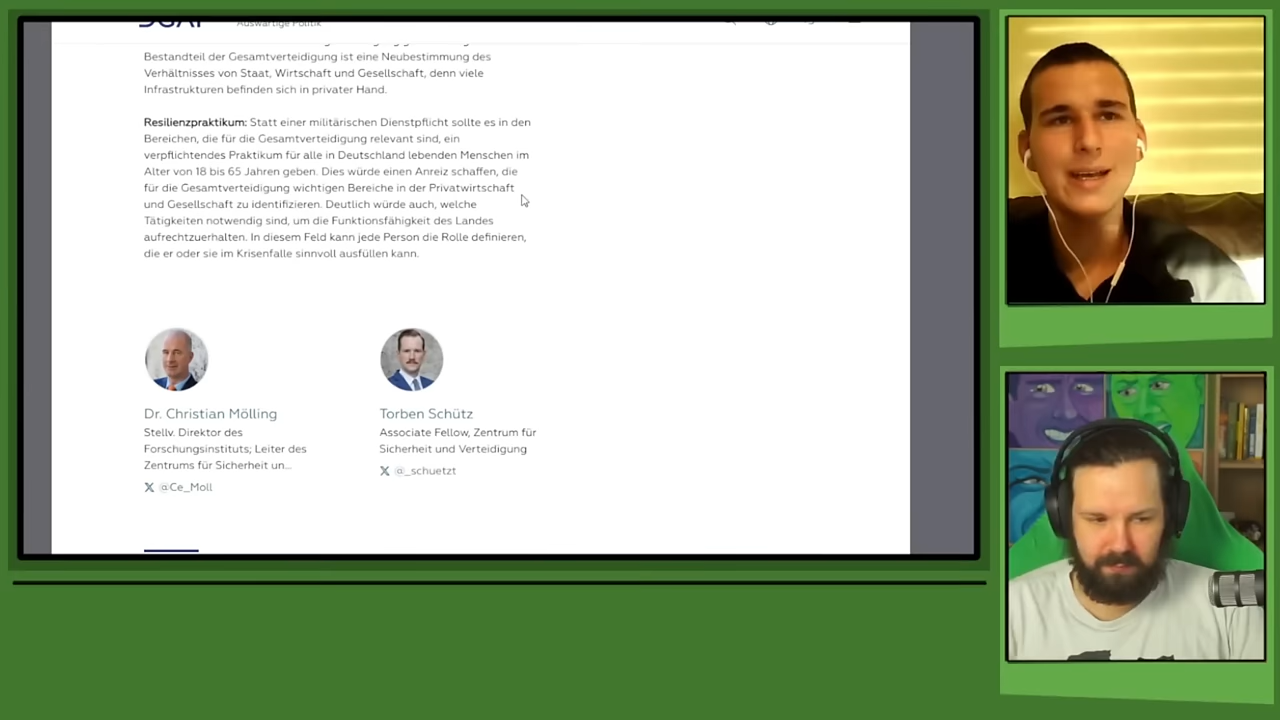 Auswärtige Politik
Bestandteil der Gesamtverteidigung ist eine Neubestimmung des
Verhältnisses von Staat, Wirtschaft und Gesellschaft, denn viele
Infrastrukturen befinden sich in privater Hand.
Resilienzpraktikum: Statt einer militärischen Dienstpflicht sollte es in den
Bereichen, die für die Gesamtverteidigung relevant sind, ein
verpflichtendes Praktikum für alle in Deutschland lebenden Menschen im
Alter von 18 bis 65 Jahren geben. Dies würde einen Anreiz schaffen, die
für die Gesamtverteidigung wichtigen Bereiche in der Privatwirtschaft
und Gesellschaft zu identifizieren. Deutlich würde auch, welche
Tätigkeiten notwendig sind, um die Funktionsfähigkeit des Landes
aufrechtzuerhalten. In diesem Feld kann jede Person die Rolle definieren,
die er oder sie im Krisenfalle sinnvoll ausfüllen kann.
Dr. Christian Mölling
Stellv. Direktor des
Forschungsinstituts; Leiter des
Zentrums für Sicherheit un...
@Ce_Moll
Torben Schütz
Associate Fellow, Zentrum für
Sicherheit und Verteidigung
@_schuetzt